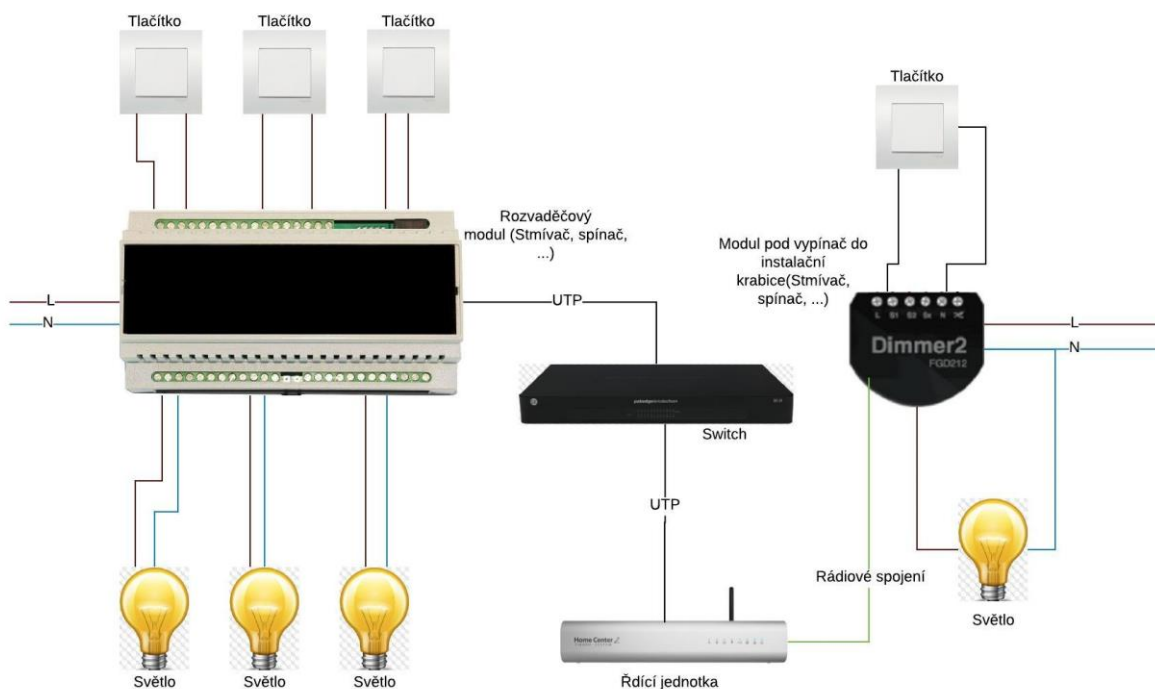 Tlačítko
Tlačítko
Tlačítko
Tlačítko
Rozvaděčový
modul (Stmívač, spínač,
...)
Modul pod vypínač do
instalační
krabice(Stmívač,
spínač, ...)
L
N
UTP
L S1 S2 Sx N
L
N
Dimmer2
FGD212
Switch
UTP
Rádiové spojení
Home Center 2
Světlo
Světlo
Světlo
Světlo
Řdící jednotka